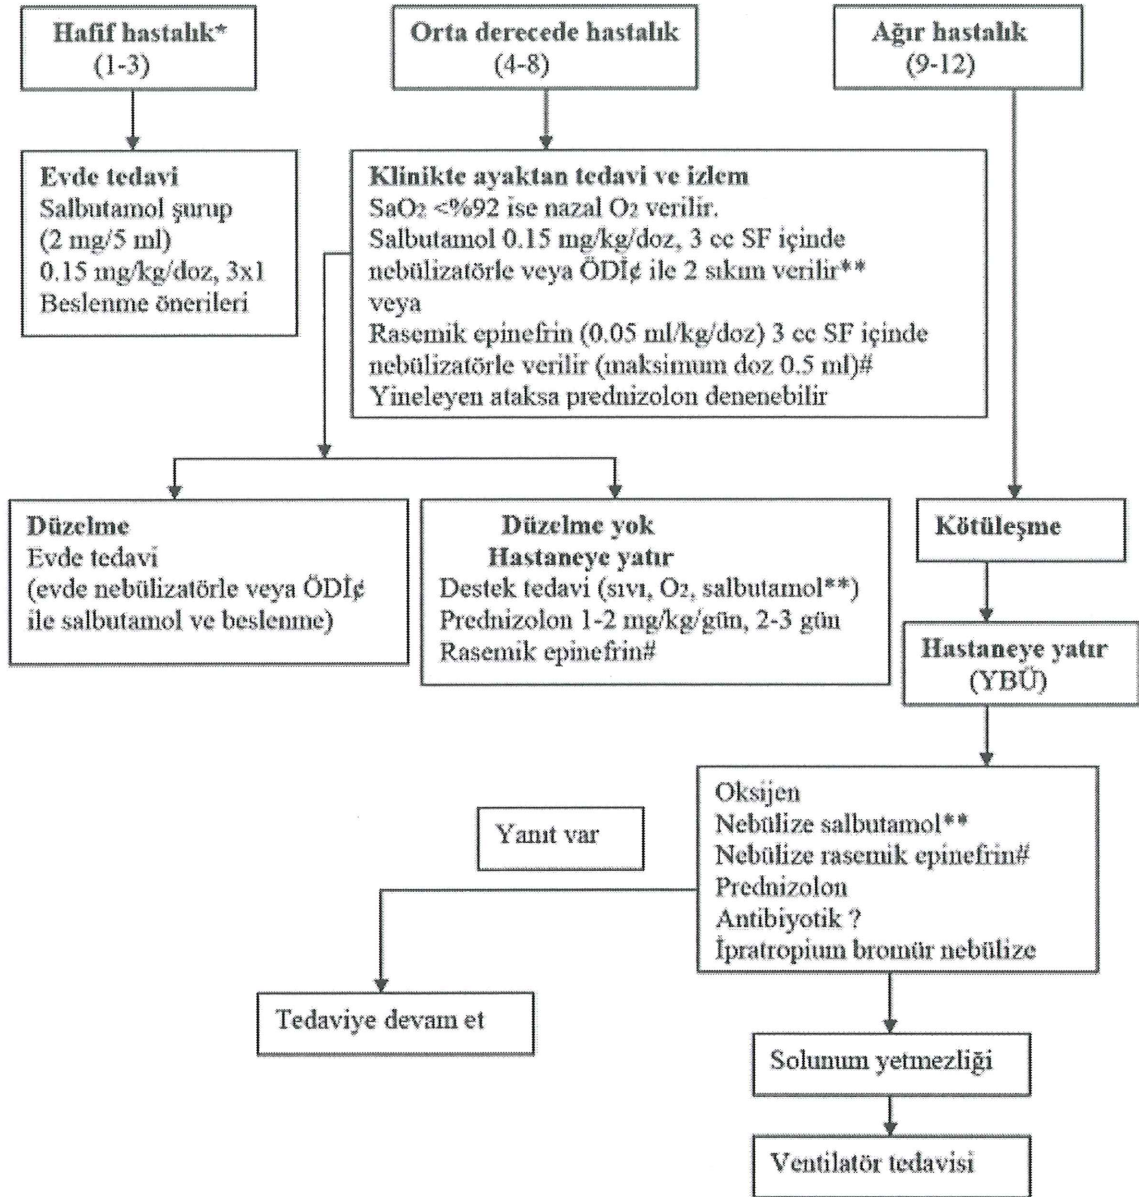 Hafif hastalık*
(1-3)
Orta derecede hastalık
(4-8)
Ağır hastalık
(9-12)
Evde tedavi
Salbutamol şurup
(2 mg/5 ml)
0.15 mg/kg/doz, 3x1
Beslenme önerileri
Klinikte ayaktan tedavi ve izlem
SaO2 <%92 ise nazal O2 verilir.
Salbutamol 0.15 mg/kg/doz, 3 cc SF içinde
nebülizatörle veya ÖDİ¢ ile 2 sıkım verilir**
veya
Rasemik epinefrin (0.05 ml/kg/doz) 3 cc SF içinde
nebülizatörle verilir (maksimum doz 0.5 ml)#
Yineleyen ataksa prednizolon denenebilir
Düzelme
Evde tedavi
(evde nebülizatörle veya ÖDİ¢
ile salbutamol ve beslenme)
Düzelme yok
Hastaneye yatır
Destek tedavi (sıvı, O2, salbutamol**)
Prednizolon 1-2 mg/kg/gün, 2-3 gün
Rasemik epinefrin#
Kötüleşme
Hastaneye yatır
(YBÜ)
Oksijen
Nebülize salbutamol**
Nebülize rasemik epinefrin#
Prednizolon
Antibiyotik ?
İpratropium bromür nebülize
Yanıt var
Tedaviye devam et
Solunum yetmezliği
Ventilatör tedavisi